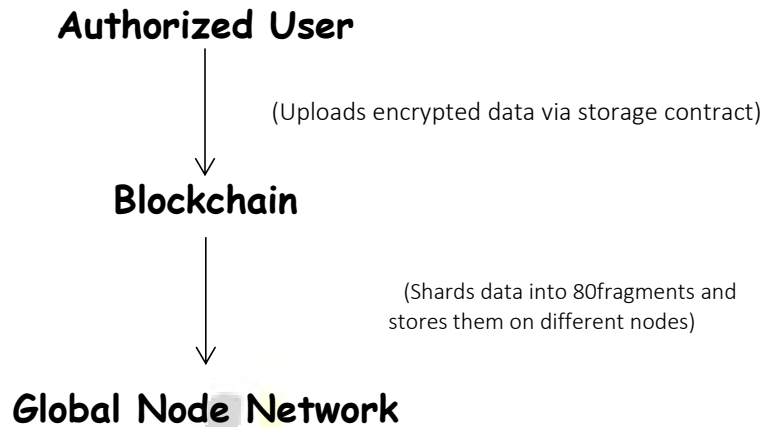 Authorized User
(Uploads encrypted data via storage contract)
Blockchain
(Shards data into 80fragments and
stores them on different nodes)
Global Node Network